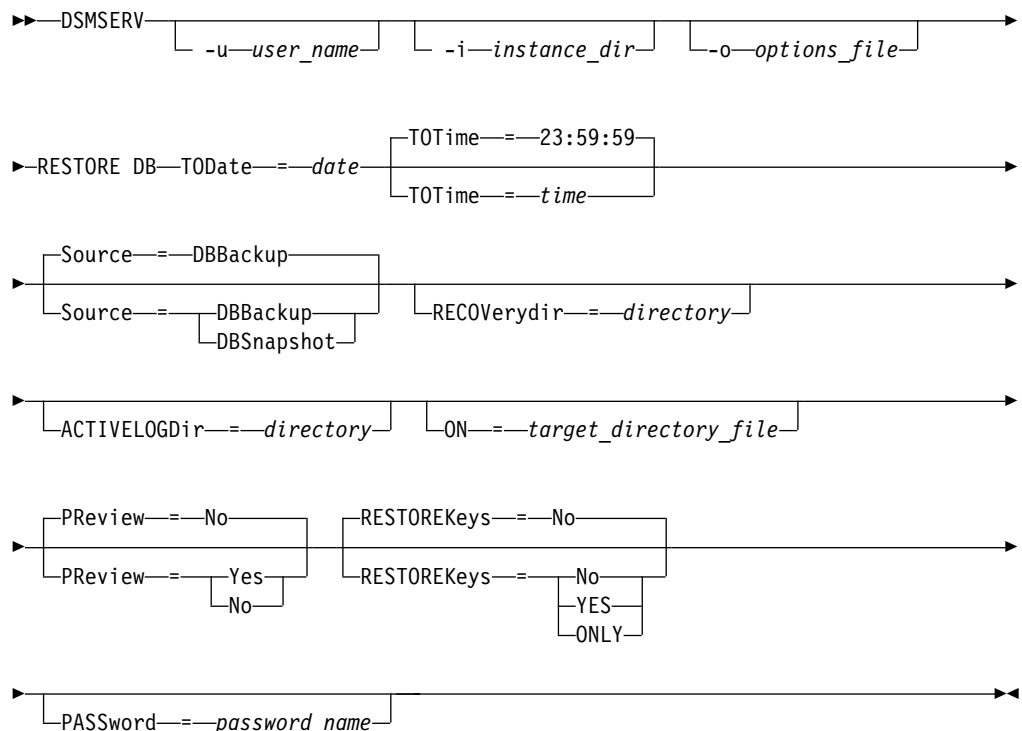 DSMSERV
-u user_name -i instance_dir -o options_file
TOTime = 23:59:59
RESTORE DB TODate = date
TOTime = time
Source = DBBackup
Source = DBBackup
DBSnapshot
RECOVerydir = directory
ACTIVELOGDir = directory ON = target_directory_file
PReview = No RESTOREKeys = No
PReview = Yes RESTOREKeys = No
No YES
ONLY
PASSword = password_name